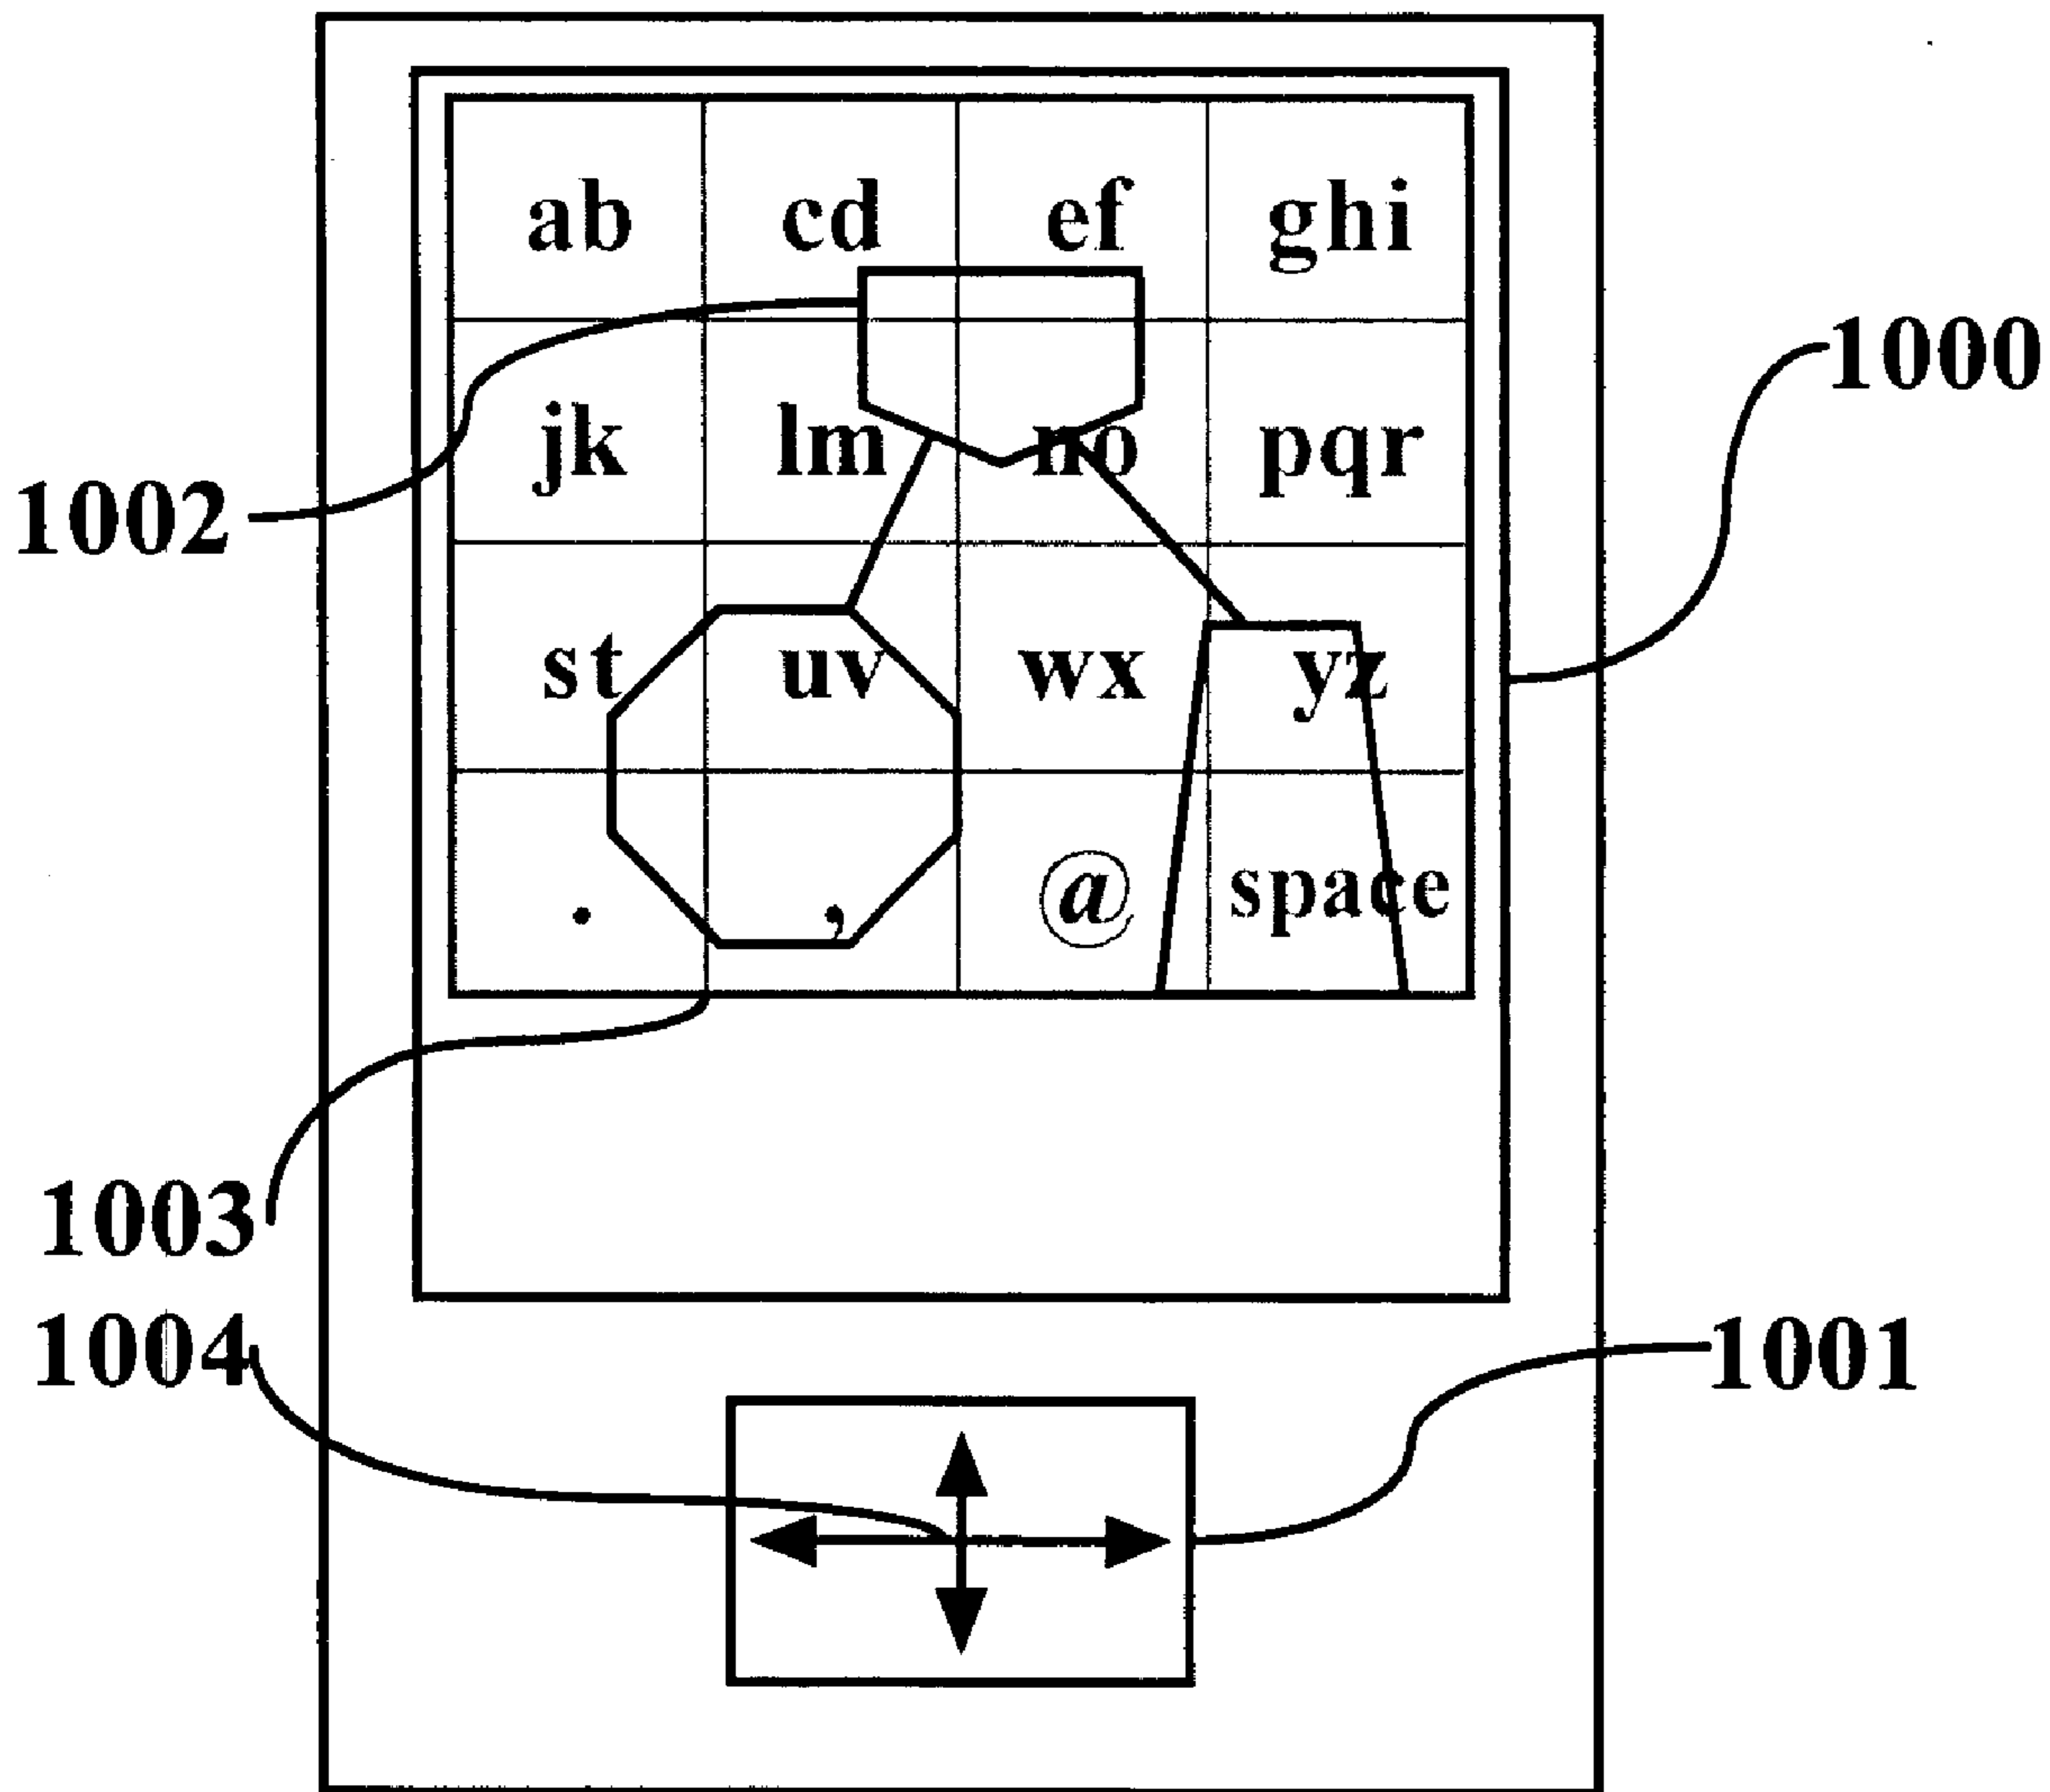 ab cd ef ghi
1000
jk lm no pqr
1002
st uv wx yz
. , @ space
1003
1004
1001